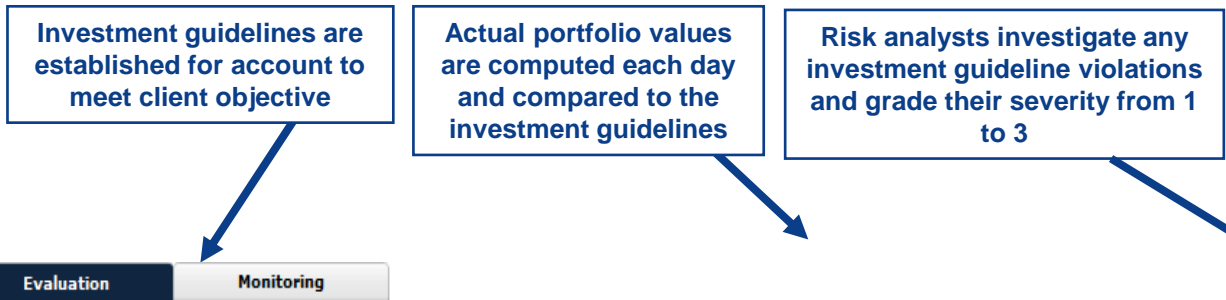 Investment guidelines are
established for account to
meet client objective
Actual portfolio values
are computed each day
and compared to the
investment guidelines
Risk analysts investigate any
investment guideline violations
and grade their severity from 1
to 3
Evaluation
Monitoring